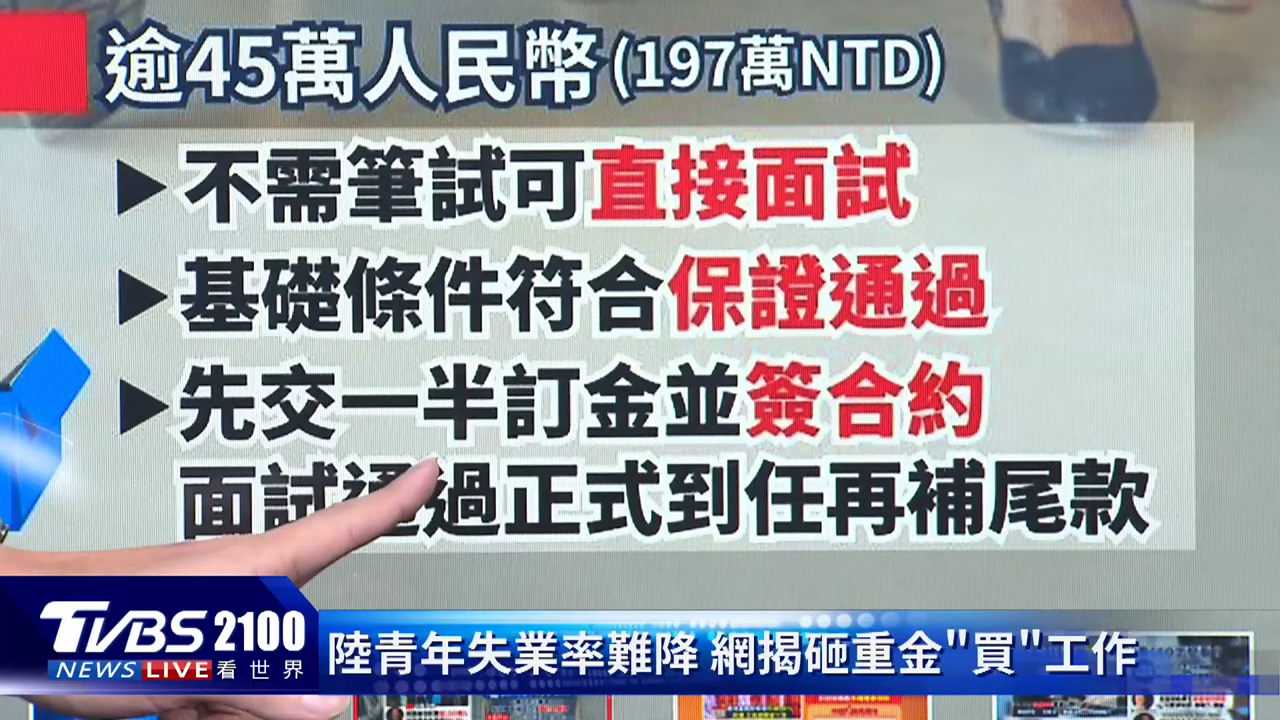 逾45萬人民幣(197萬NTD)
▶不需筆試可直接面試
▶基礎條件符合保證通過
▶先交一半訂金並簽合約
面試通過正式到任再補尾款
TVBS 2100
NEWS LIVE 看世界
陸青年失業率難降 網揭砸重金"買"工作